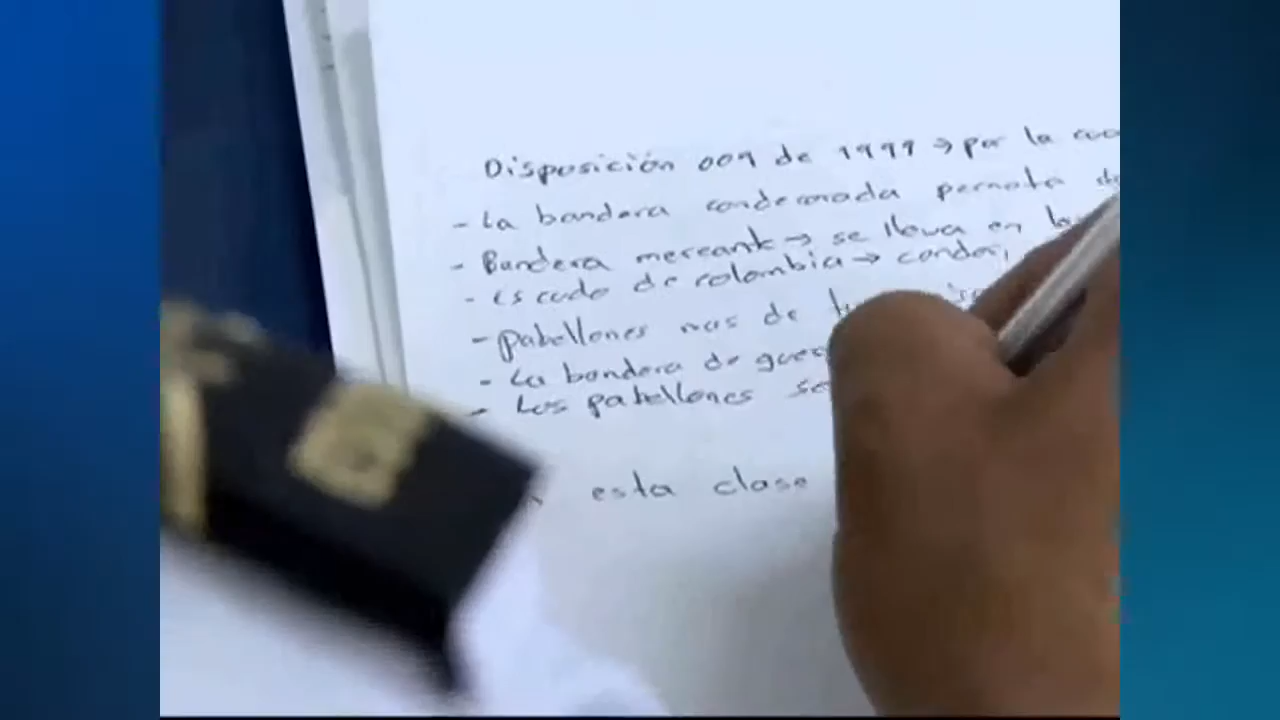 Disposición 009 de 1999 → por la
- La bandera condecorada pernota
- Bandera mercante → se lleva en
- Escudo de colombia → condor,
- pabellones mas de
- La bandera de
- Los pabellones
esta clase